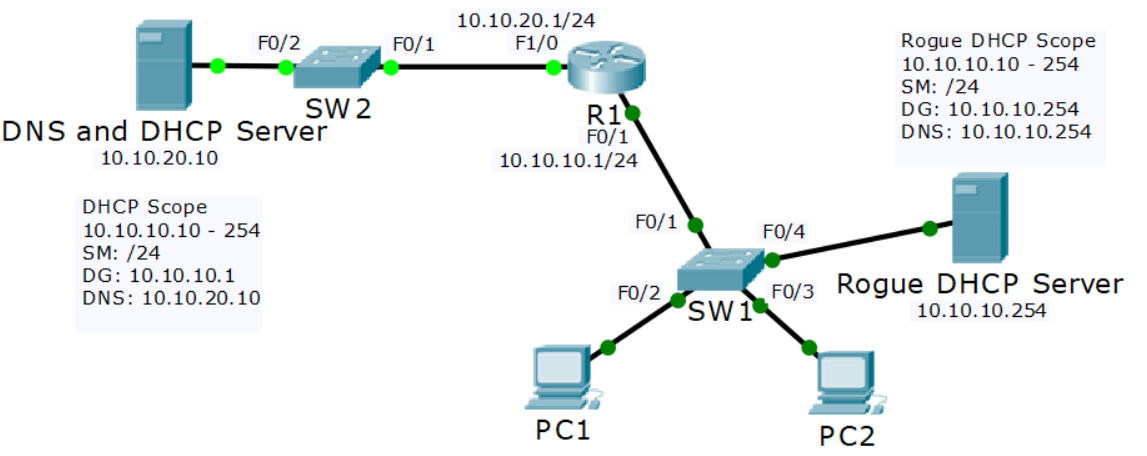 10.10.20.1/24
F0/2
F0/1
F1/0
SW2
R1
DNS and DHCP Server
10.10.20.10
F0/1
10.10.10.1/24
Rogue DHCP Scope
10.10.10.10 - 254
SM: /24
DG: 10.10.10.254
DNS: 10.10.10.254
DHCP Scope
10.10.10.10 - 254
SM: /24
DG: 10.10.10.1
DNS: 10.10.20.10
F0/1
F0/4
Rogue DHCP Server
10.10.10.254
F0/2
F0/3
SW1
PC1
PC2